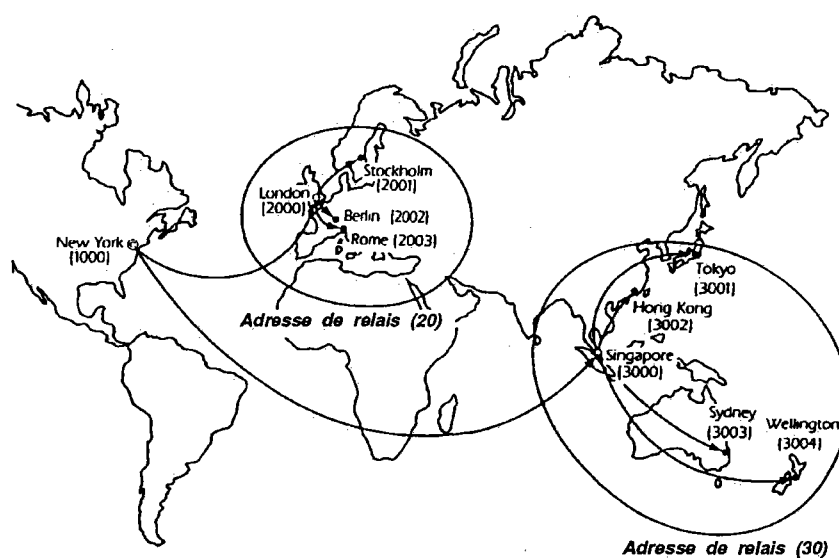 New York
(1000)
London
(2000)
Stockholm
(2001)
Berlin (2002)
Rome (2003)
Adresse de relais (20)
Tokyo
(3001)
Hong Kong
(3002)
Singapore
(3000)
Sydney
(3003)
Wellington
(3004)
Adresse de relais (30)